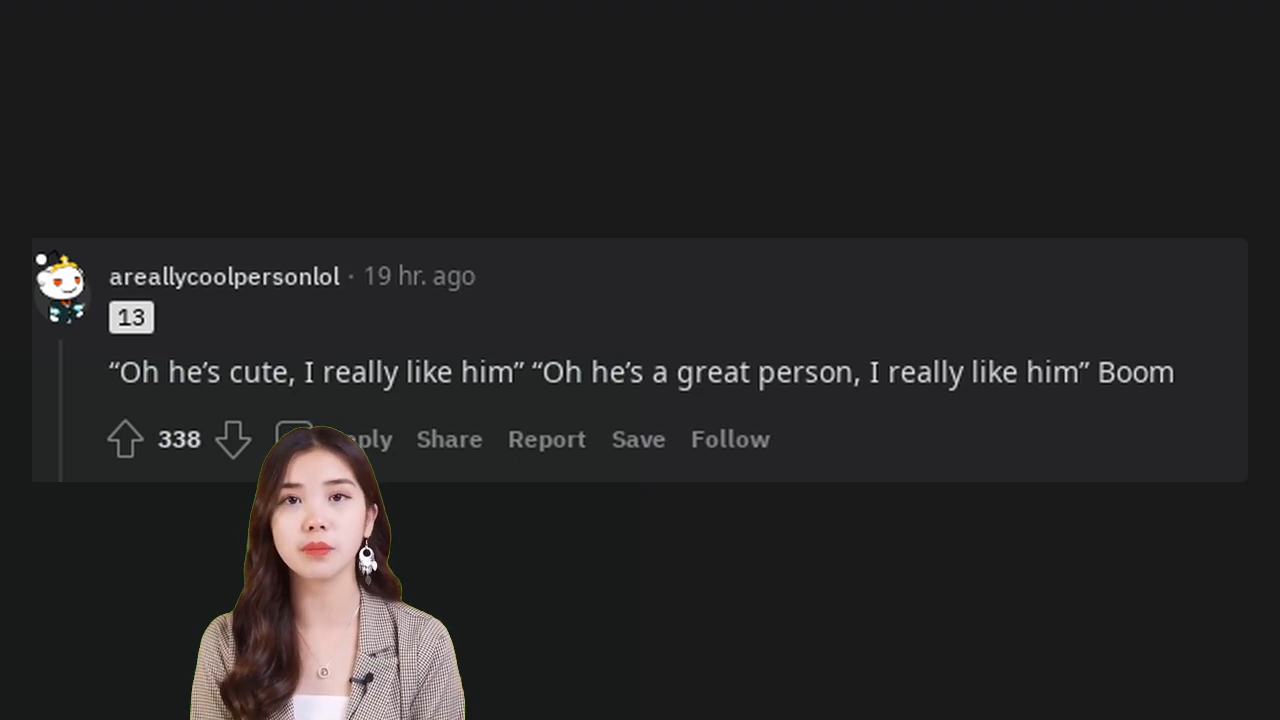 areallycoolpersonlol · 19 hr. ago
13
“Oh he’s cute, I really like him” “Oh he’s a great person, I really like him” Boom
338 Share Report Save Follow